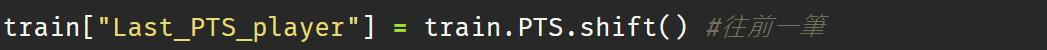 train["Last_PTS_player"] = train.PTS.shift() #往前一筆